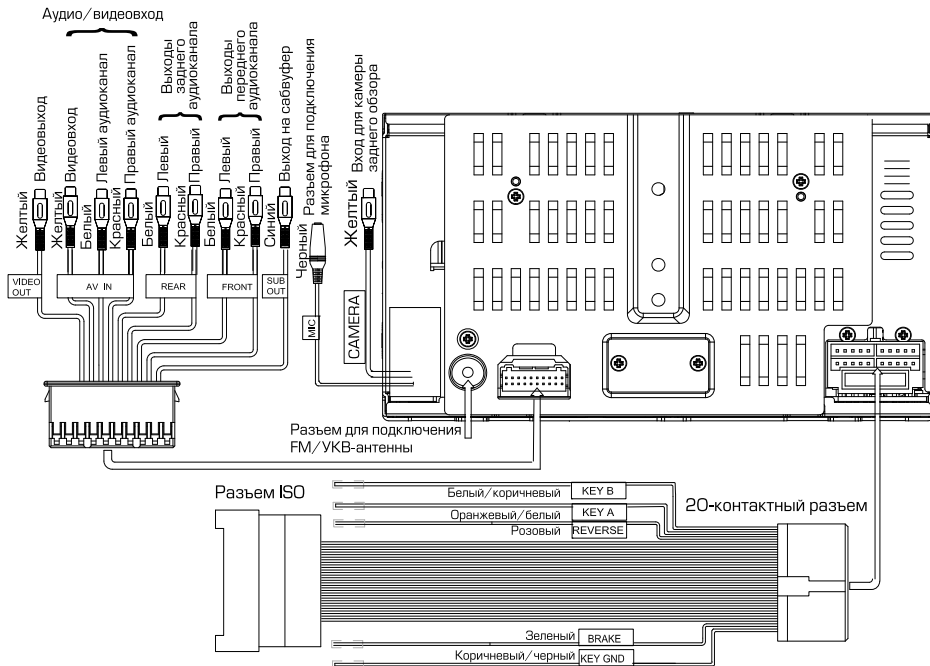 Аудио/видеовход
Видеовыход
Видеовход
Левый аудиоканал
Правый аудиоканал
Выходы
заднего
аудиоканала
Левый
Правый
Выходы
переднего
аудиоканала
Левый
Правый
Выход на сабвуфер
Разъем для подключения
микрофона
Вход для камеры
заднего обзора
Желтый
Желтый
Белый
Красный
Белый
Красный
Белый
Красный
Синий
Черный
Желтый
VIDEO
OUT
AV IN
REAR
FRONT
SUB
OUT
MIC
CAMERA
Разъем для подключения
FM/УКВ-антенны
Разъем ISO
20-контактный разъем
Белый/коричневый KEY B
Оранжевый/белый KEY A
Розовый REVERSE
Зеленый BRAKE
Коричневый/черный KEY GND